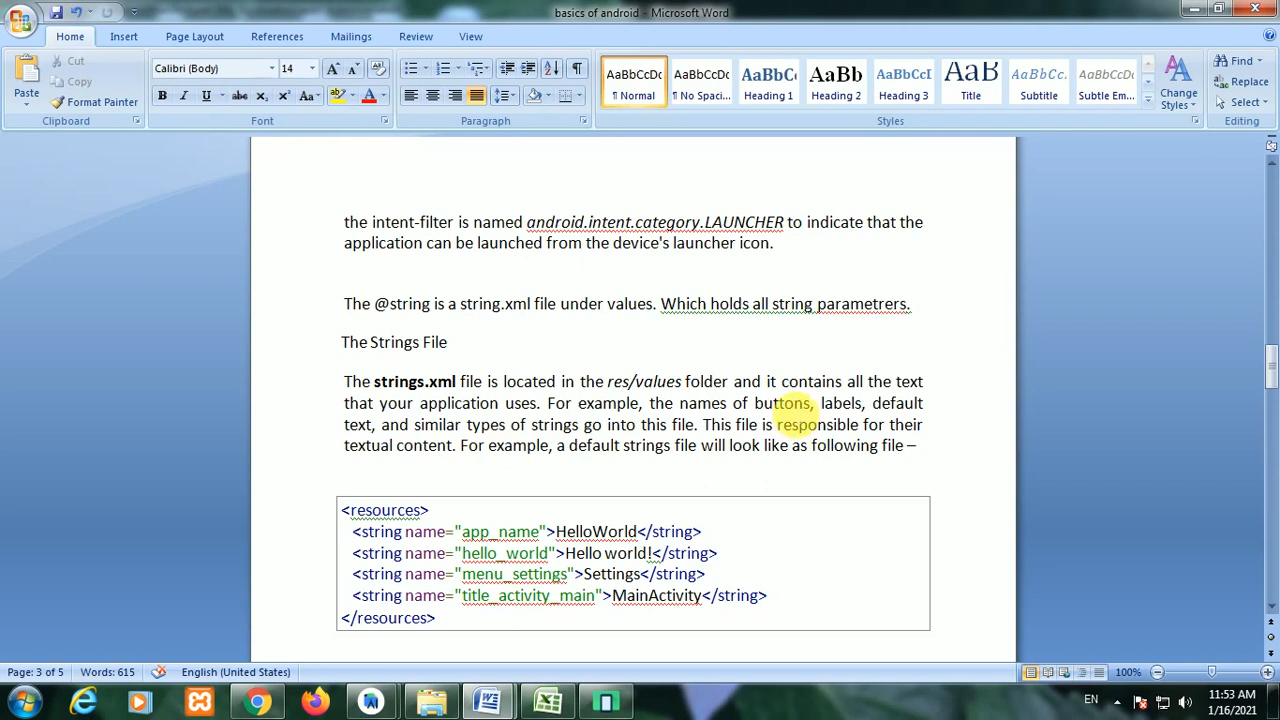 basics of android - Microsoft Word
Home Insert Page Layout References Mailings Review View
Paste
Cut
Copy
Format Painter
Clipboard
Calibri (Body) 14
Font
Paragraph
AaBbCcDc AaBbCcDc AaBbCc AaBb AaBbCcI AaB AaBbCc. AaBbCcDc
¶ Normal ¶ No Spaci... Heading 1 Heading 2 Heading 3 Title Subtitle Subtle Em...
Change
Styles
Styles
Find
Replace
Select
Editing
the intent-filter is named android.intent.category.LAUNCHER to indicate that the
application can be launched from the device's launcher icon.
The @string is a string.xml file under values. Which holds all string parametrers.
The Strings File
The strings.xml file is located in the res/values folder and it contains all the text
that your application uses. For example, the names of buttons, labels, default
text, and similar types of strings go into this file. This file is responsible for their
textual content. For example, a default strings file will look like as following file –
<resources>
<string name="app_name">HelloWorld</string>
<string name="hello_world">Hello world!</string>
<string name="menu_settings">Settings</string>
<string name="title_activity_main">MainActivity</string>
</resources>
Page: 3 of 5 Words: 615 English (United States) 100%
EN 11:53 AM
1/16/2021